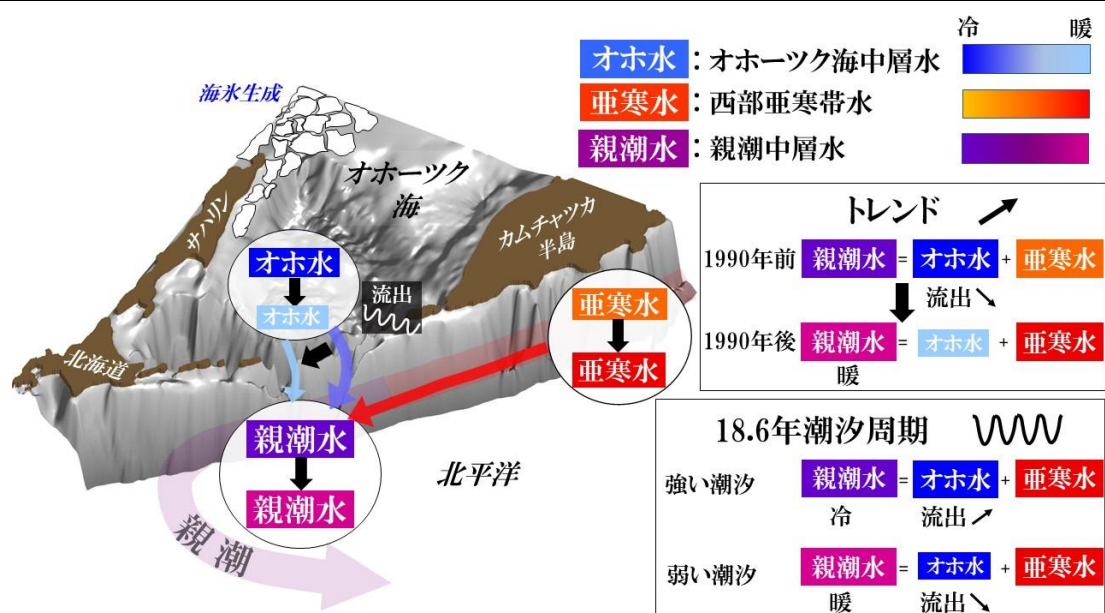 冷 暖
オホ水：オホーツク海中層水
亜寒水：西部亜寒帯水
親潮水：親潮中層水
海氷生成
オホーツク
海
サハリン
カムチャツカ
半島
オホ水
オホ水
流出
北海道
亜寒水
亜寒水
親潮水
親潮水
親潮
北平洋
トレンド
1990年前 親潮水 = オホ水 + 亜寒水
流出↘
1990年後 親潮水 = オホ水 + 亜寒水
暖
18.6年潮汐周期
強い潮汐 親潮水 = オホ水 + 亜寒水
冷 流出↗
弱い潮汐 親潮水 = オホ水 + 亜寒水
暖 流出↘